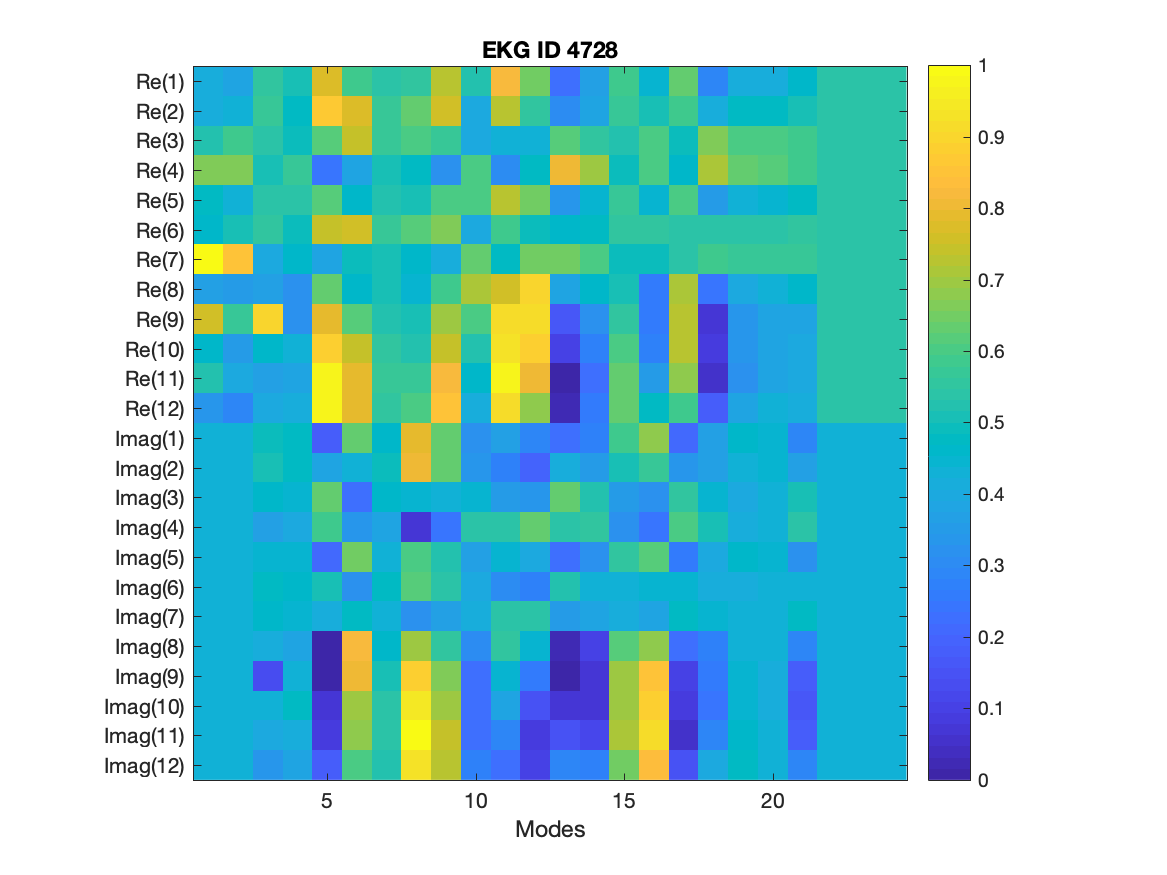 EKG ID 4728
Re(1)
Re(2)
Re(3)
Re(4)
Re(5)
Re(6)
Re(7)
Re(8)
Re(9)
Re(10)
Re(11)
Re(12)
Imag(1)
Imag(2)
Imag(3)
Imag(4)
Imag(5)
Imag(6)
Imag(7)
Imag(8)
Imag(9)
Imag(10)
Imag(11)
Imag(12)
5 10 15 20
Modes
1
0.9
0.8
0.7
0.6
0.5
0.4
0.3
0.2
0.1
0